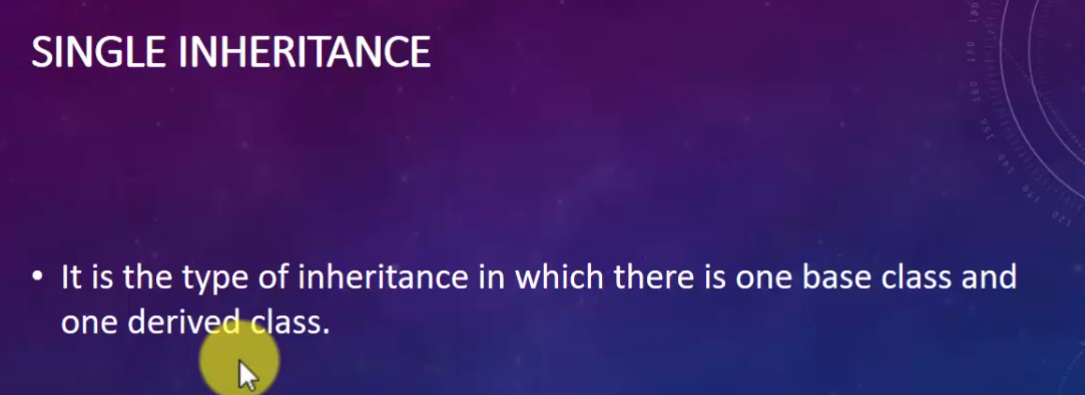 SINGLE INHERITANCE
• It is the type of inheritance in which there is one base class and
one derived class.